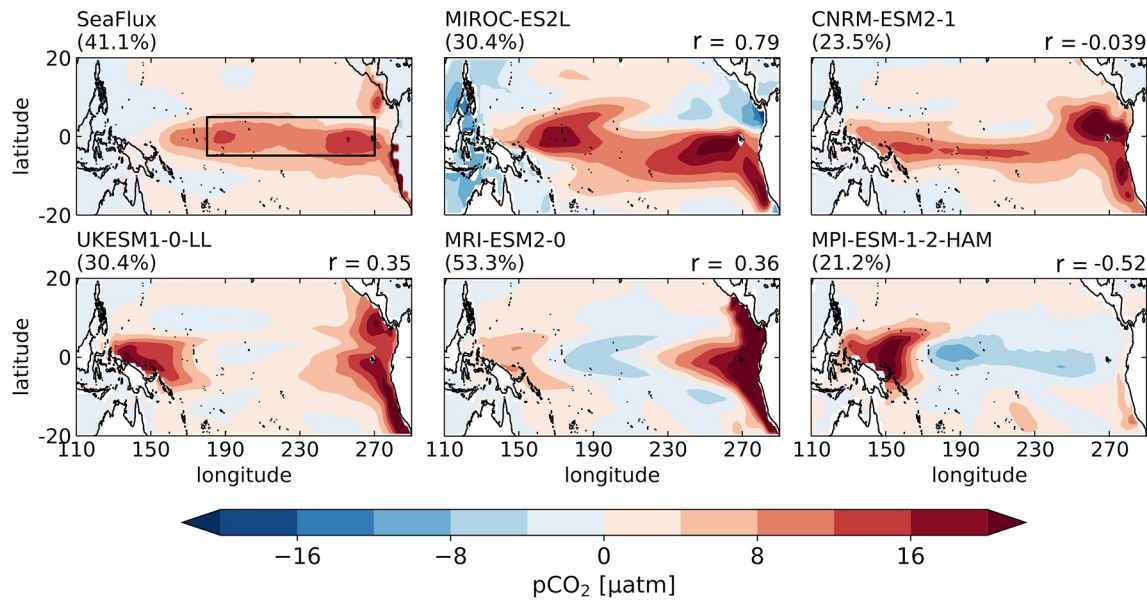 SeaFlux
(41.1%)
MIROC-ES2L
(30.4%) r = 0.79
CNRM-ESM2-1
(23.5%) r = -0.039
20
0
-20
latitude
UKESM1-0-LL
(30.4%) r = 0.35
MRI-ESM2-0
(53.3%) r = 0.36
MPI-ESM-1-2-HAM
(21.2%) r = -0.52
20
0
-20
latitude
110 150 190 230 270
110 150 190 230 270
110 150 190 230 270
longitude longitude longitude
−16 −8 0 8 16
pCO₂ [µatm]